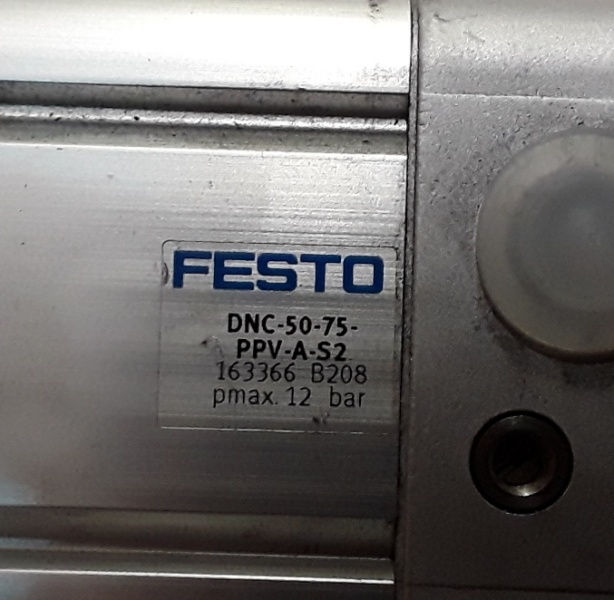 FESTO
DNC-50-75-
PPV-A-S2
163366 B208
pmax. 12 bar